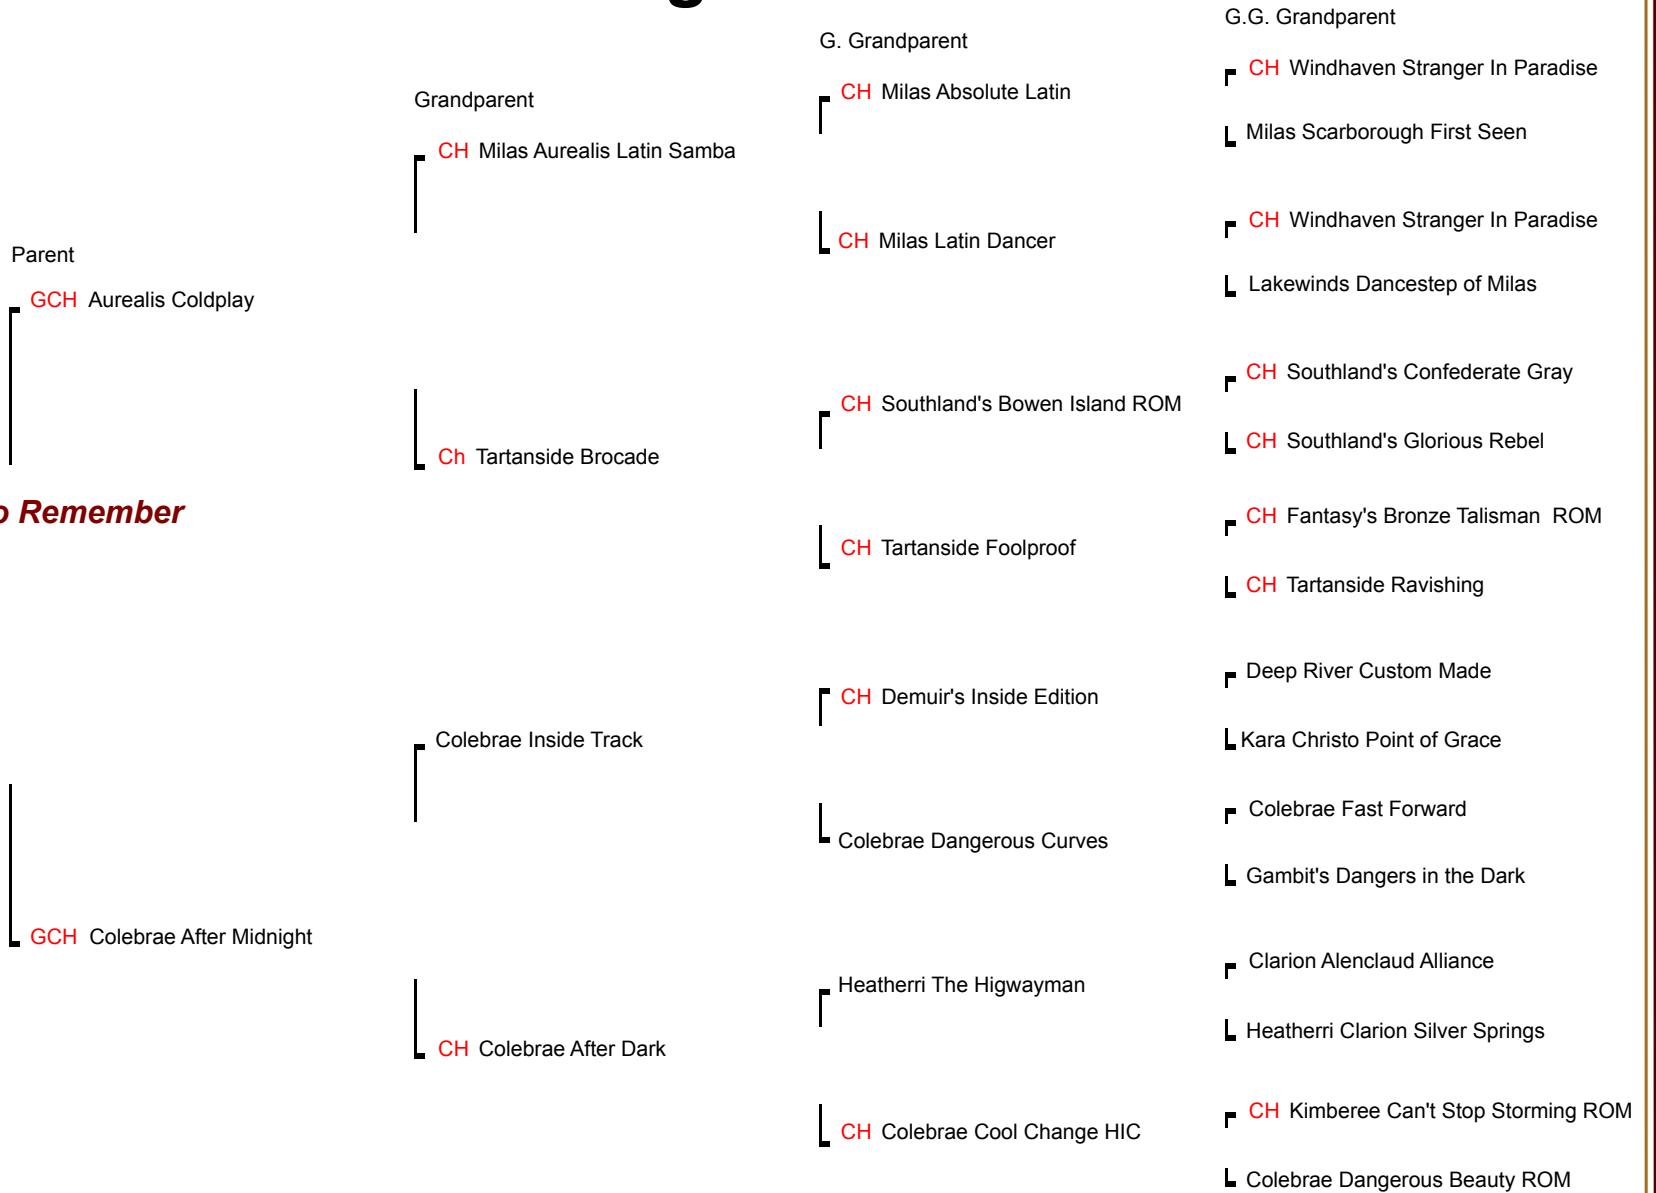 G.G. Grandparent
G. Grandparent
CH Windhaven Stranger In Paradise
CH Milas Absolute Latin
Grandparent
Milas Scarborough First Seen
CH Milas Aurealis Latin Samba
CH Windhaven Stranger In Paradise
CH Milas Latin Dancer
Parent
Lakewinds Dancestep of Milas
GCH Aurealis Coldplay
CH Southland's Confederate Gray
CH Southland's Bowen Island ROM
CH Southland's Glorious Rebel
Ch Tartanside Brocade
o Remember
CH Fantasy's Bronze Talisman ROM
CH Tartanside Foolproof
CH Tartanside Ravishing
Deep River Custom Made
CH Demuir's Inside Edition
Colebrae Inside Track
Kara Christo Point of Grace
Colebrae Fast Forward
Colebrae Dangerous Curves
Gambit's Dangers in the Dark
GCH Colebrae After Midnight
Clarion Alenclaud Alliance
Heatherri The Higwayman
Heatherri Clarion Silver Springs
CH Colebrae After Dark
CH Kimberee Can't Stop Storming ROM
CH Colebrae Cool Change HIC
Colebrae Dangerous Beauty ROM